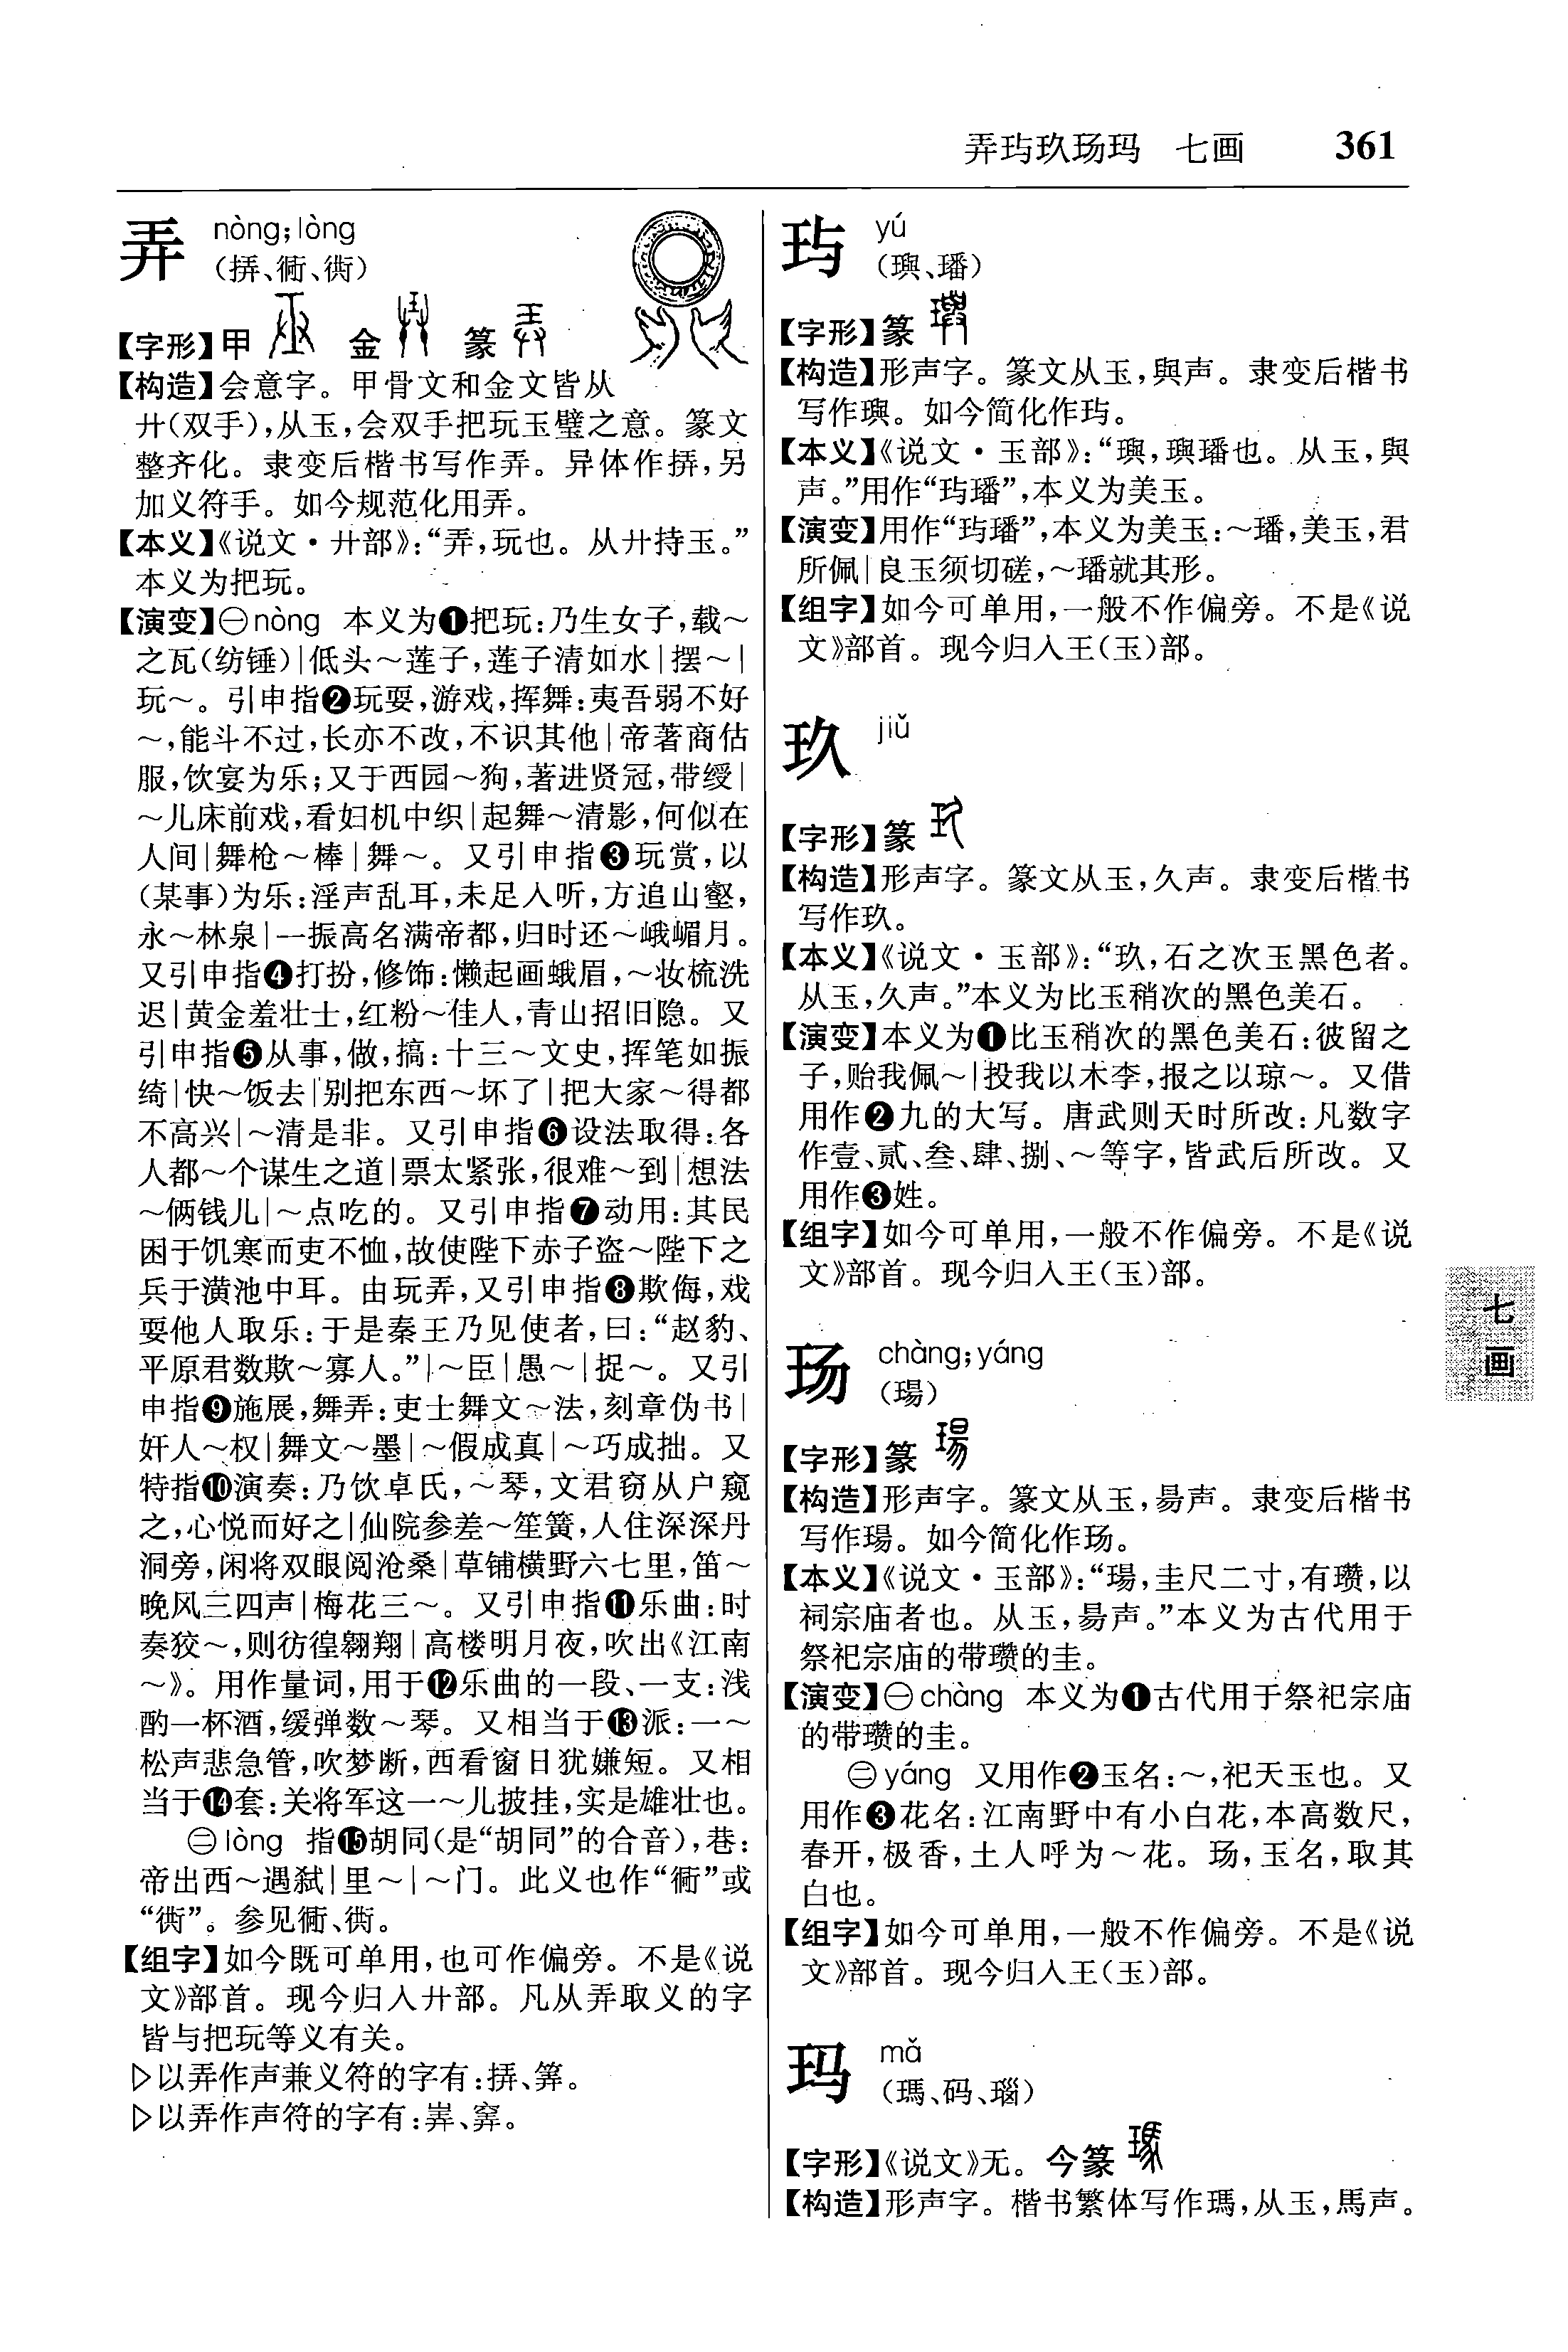 弄玙玖玚玛 七画 361
弄 nòng;lòng
(挵、衖、衖)
【字形】甲 金 篆
【构造】会意字。甲骨文和金文皆从
廾(双手),从玉,会双手把玩玉璧之意。篆文
整齐化。隶变后楷书写作弄。异体作挵,另
加义符手。如今规范化用弄。
【本义】《说文·廾部》:“弄,玩也。从廾持玉。”
本义为把玩。
【演变】㊀nòng 本义为❶把玩:乃生女子,载~
之瓦(纺锤)|低头~莲子,莲子清如水|摆~|
玩~。引申指❷玩耍,游戏,挥舞:夷吾弱不好
~,能斗不过,长亦不改,不识其他|帝著商估
服,饮宴为乐;又于西园~狗,著进贤冠,带绶|
~儿床前戏,看妇机中织|起舞~清影,何似在
人间|舞枪~棒|舞~。又引申指❸玩赏,以
(某事)为乐:淫声乱耳,未足入听,方追山壑,
永~林泉|一振高名满帝都,归时还~峨嵋月。
又引申指❹打扮,修饰:懒起画蛾眉,~妆梳洗
迟|黄金羞壮士,红粉~佳人,青山招旧隐。又
引申指❺从事,做,搞:十三~文史,挥笔如振
绮|快~饭去|别把东西~坏了|把大家~得都
不高兴|~清是非。又引申指❻设法取得:各
人都~个谋生之道|票太紧张,很难~到|想法
~俩钱儿|~点吃的。又引申指❼动用:其民
困于饥寒而吏不恤,故使陛下赤子盗~陛下之
兵于潢池中耳。由玩弄,又引申指❽欺侮,戏
耍他人取乐:于是秦王乃见使者,曰:“赵豹、
平原君数欺~寡人。”|~臣|愚~|捉~。又引
申指❾施展,舞弄:吏士舞文~法,刻章伪书|
奸人~权|舞文~墨|~假成真|~巧成拙。又
特指❿演奏:乃饮卓氏,~琴,文君窃从户窥
之,心悦而好之|仙院参差~笙簧,人住深深丹
洞旁,闲将双眼阅沧桑|草铺横野六七里,笛~
晚风三四声|梅花三~。又引申指⓫乐曲:时
奏狡~,则彷徨翱翔|高楼明月夜,吹出《江南
~》。用作量词,用于⓬乐曲的一段、一支:浅
酌一杯酒,缓弹数~琴。又相当于⓭派:一~
松声悲急管,吹梦断,西看窗日犹嫌短。又相
当于⓮套:关将军这一~儿披挂,实是雄壮也。
㊁lòng 指⓯胡同(是“胡同”的合音),巷:
帝出西~遇弑|里~|~门。此义也作“衕”或
“衖”。参见衕、衖。
【组字】如今既可单用,也可作偏旁。不是《说
文》部首。现今归入廾部。凡从弄取义的字
皆与把玩等义有关。
▷以弄作声兼义符的字有:挵、筭。
▷以弄作声符的字有:
玙 yú
(璵、璠)
【字形】篆
【构造】形声字。篆文从玉,與声。隶变后楷书
写作璵。如今简化作玙。
【本义】《说文·玉部》:“璵,璵璠也。从玉,與
声。”用作“玙璠”,本义为美玉。
【演变】用作“玙璠”,本义为美玉:~璠,美玉,君
所佩|良玉须切磋,~璠就其形。
【组字】如今可单用,一般不作偏旁。不是《说
文》部首。现今归入王(玉)部。
玖 jiǔ
【字形】篆
【构造】形声字。篆文从玉,久声。隶变后楷书
写作玖。
【本义】《说文·玉部》:“玖,石之次玉黑色者。
从玉,久声。”本义为比玉稍次的黑色美石。
【演变】本义为❶比玉稍次的黑色美石:彼留之
子,贻我佩~|投我以木李,报之以琼~。又借
用作❷九的大写。唐武则天时所改:凡数字
作壹、贰、叁、肆、捌、~等字,皆武后所改。又
用作❸姓。
【组字】如今可单用,一般不作偏旁。不是《说
文》部首。现今归入王(玉)部。
玚 chàng;yáng
(瑒)
【字形】篆
【构造】形声字。篆文从玉,昜声。隶变后楷书
写作瑒。如今简化作玚。
【本义】《说文·玉部》:“瑒,圭尺二寸,有瓒,以
祠宗庙者也。从玉,昜声。”本义为古代用于
祭祀宗庙的带瓒的圭。
【演变】㊀chàng 本义为❶古代用于祭祀宗庙
的带瓒的圭。
㊁yáng 又用作❷玉名:~,祀天玉也。又
用作❸花名:江南野中有小白花,本高数尺,
春开,极香,土人呼为~花。玚,玉名,取其
白也。
【组字】如今可单用,一般不作偏旁。不是《说
文》部首。现今归入王(玉)部。
玛 mǎ
(瑪、码、瑙)
【字形】《说文》无。今篆
【构造】形声字。楷书繁体写作瑪,从玉,馬声。
七画